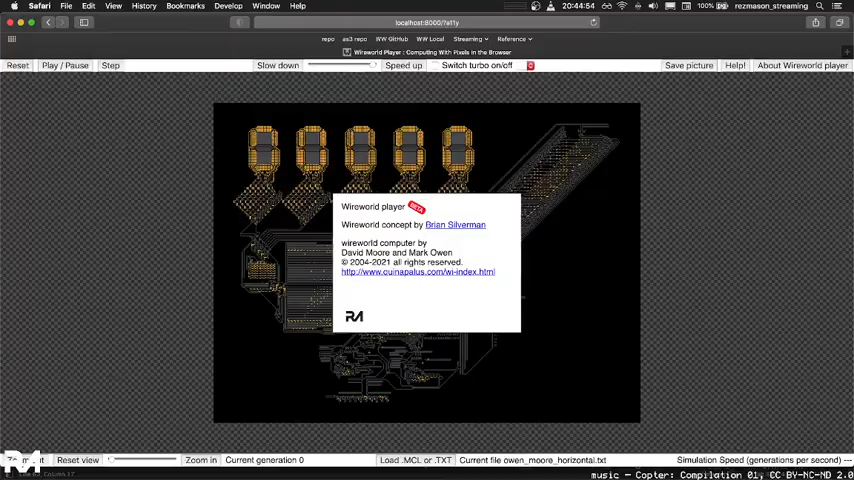 Safari File Edit View History Bookmarks Develop Window Help 100% 20:44:54 rezmason_streaming
localhost:8000/?a11y
repo as3 repo WW GitHub WW Local Streaming Reference
Wireworld Player : Computing With Pixels in the Browser
Reset Play / Pause Step Slow down Speed up Switch turbo on/off Save picture Help! About Wireworld player
Wireworld player BETA
Wireworld concept by Brian Silverman
wireworld computer by
David Moore and Mark Owen
© 2004-2021 all rights reserved.
http://www.quinapalus.com/wi-index.html
RM
Reset view Zoom in Current generation 0 Load .MCL or .TXT Current file owen_moore_horizontal.txt Simulation Speed (generations per second) ---
music – Copter: Compilation 01, CC BY-NC-ND 2.0